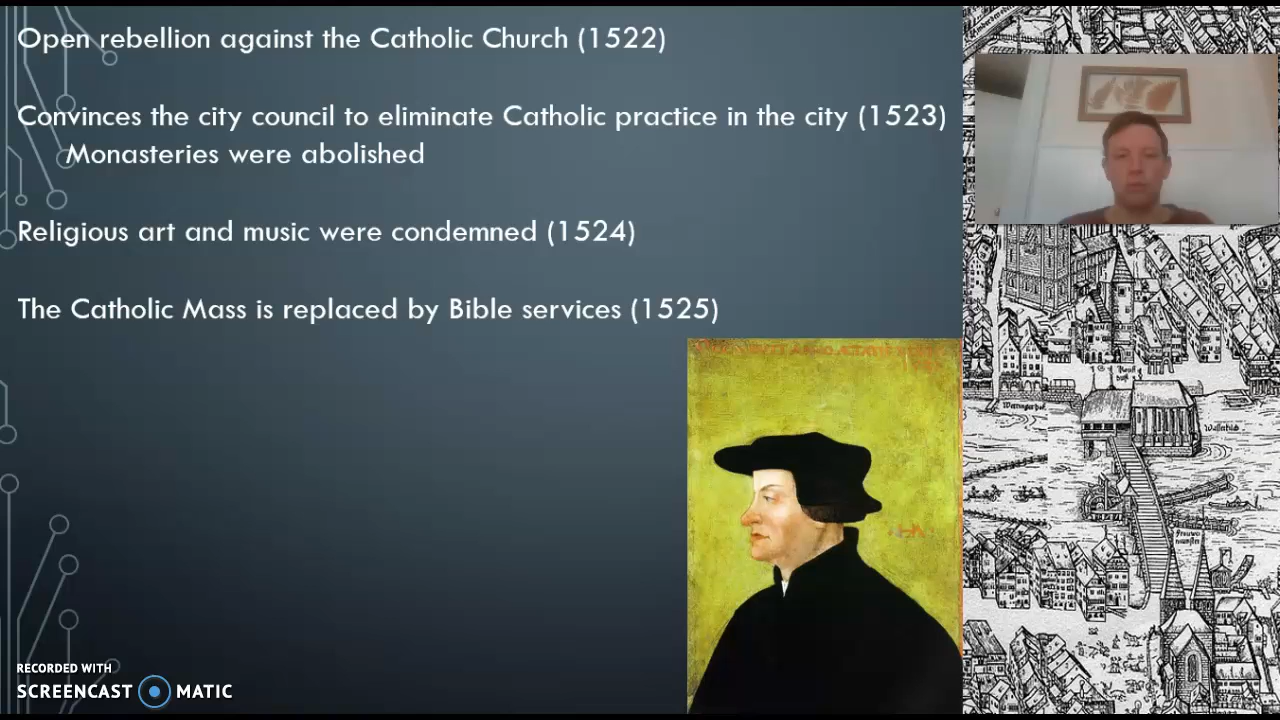 Open rebellion against the Catholic Church (1522)
Convinces the city council to eliminate Catholic practice in the city (1523)
Monasteries were abolished
Religious art and music were condemned (1524)
The Catholic Mass is replaced by Bible services (1525)
RECORDED WITH
SCREENCAST MATIC